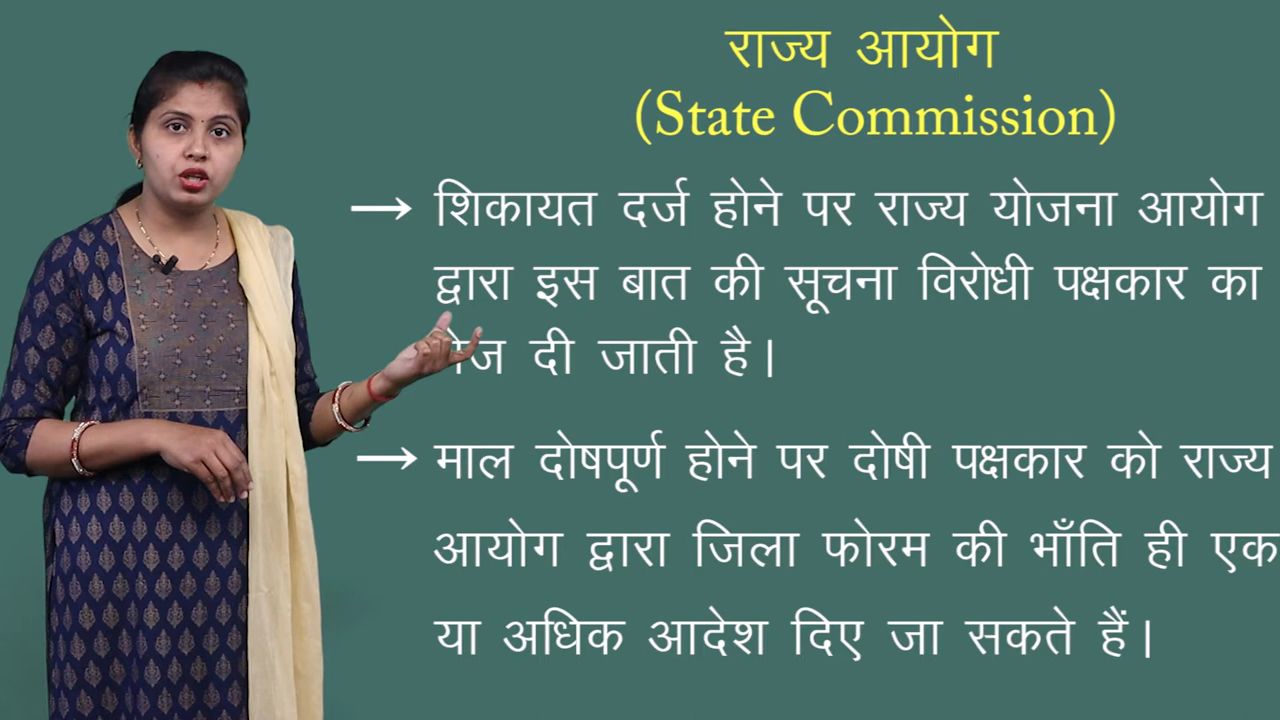 राज्य आयोग
(State Commission)
→ शिकायत दर्ज होने पर राज्य योजना आयोग
द्वारा इस बात की सूचना विरोधी पक्षकार का
दी जाती है।
→ माल दोषपूर्ण होने पर दोषी पक्षकार को राज्य
आयोग द्वारा जिला फोरम की भाँति ही एक
या अधिक आदेश दिए जा सकते हैं।